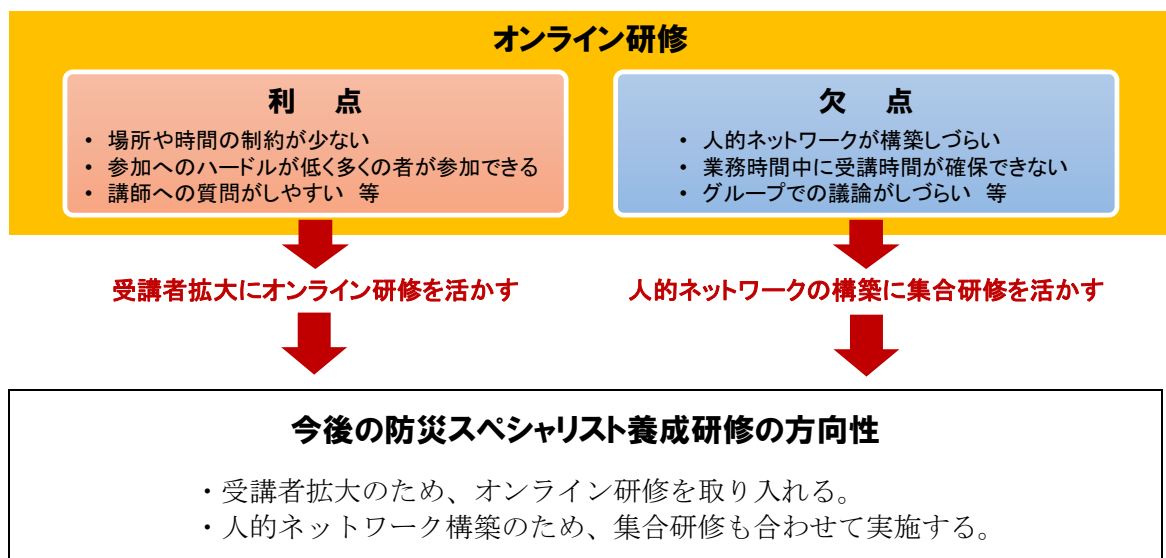 オンライン研修
利 点
・ 場所や時間の制約が少ない
・ 参加へのハードルが低く多くの者が参加できる
・ 講師への質問がしやすい 等
欠 点
・ 人的ネットワークが構築しづらい
・ 業務時間中に受講時間が確保できない
・ グループでの議論がしづらい 等
受講者拡大にオンライン研修を活かす
人的ネットワークの構築に集合研修を活かす
今後の防災スペシャリスト養成研修の方向性
・受講者拡大のため、オンライン研修を取り入れる。
・人的ネットワーク構築のため、集合研修も合わせて実施する。